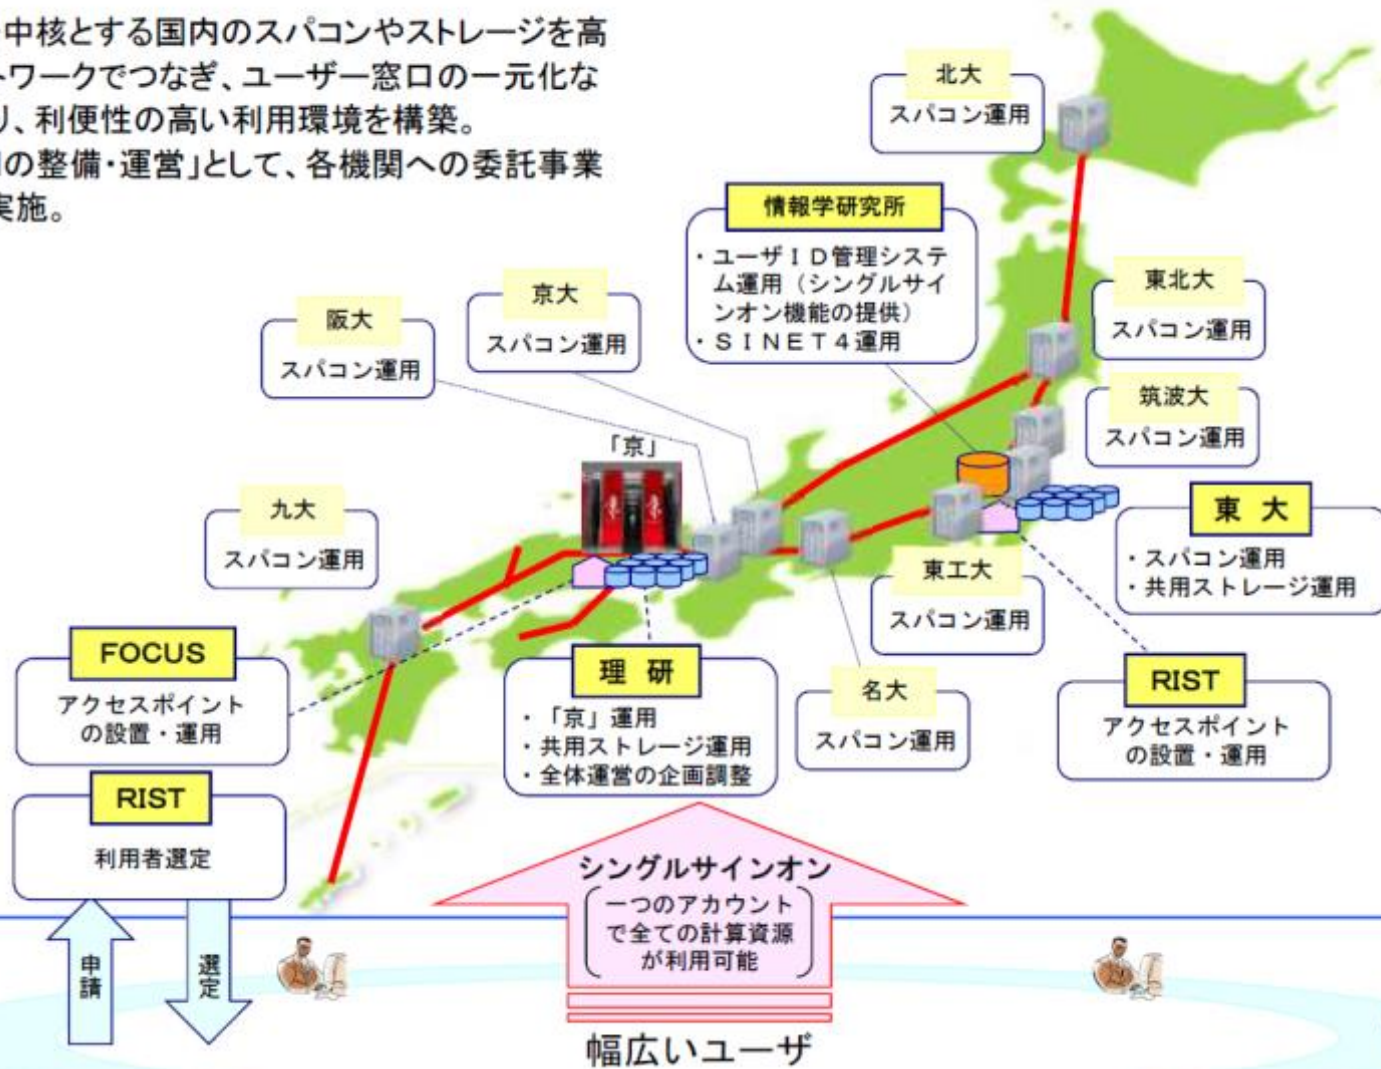 中核とする国内のスパコンやストレージを高
トワークでつなぎ、ユーザー窓口の一元化な
り、利便性の高い利用環境を構築。
の整備・運営」として、各機関への委託事業
実施。
北大
スパコン運用
情報学研究所
・ユーザＩＤ管理システ
ム運用（シングルサイ
ンオン機能の提供）
・ＳＩＮＥＴ４運用
東北大
スパコン運用
京大
スパコン運用
阪大
スパコン運用
筑波大
スパコン運用
「京」
九大
スパコン運用
東 大
・スパコン運用
・共用ストレージ運用
東工大
スパコン運用
FOCUS
アクセスポイント
の設置・運用
理 研
・「京」運用
・共用ストレージ運用
・全体運営の企画調整
名大
スパコン運用
RIST
アクセスポイント
の設置・運用
RIST
利用者選定
申請
選定
シングルサインオン
一つのアカウント
で全ての計算資源
が利用可能
幅広いユーザ